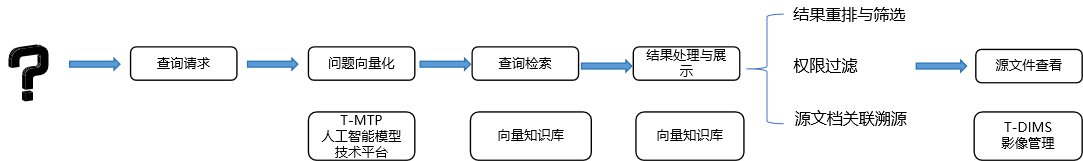 ?
查询请求
问题向量化
查询检索
结果处理与展
示
结果重排与筛选
权限过滤
源文档关联溯源
源文件查看
T-MTP
人工智能模型
技术平台
向量知识库
向量知识库
T-DIMS
影像管理